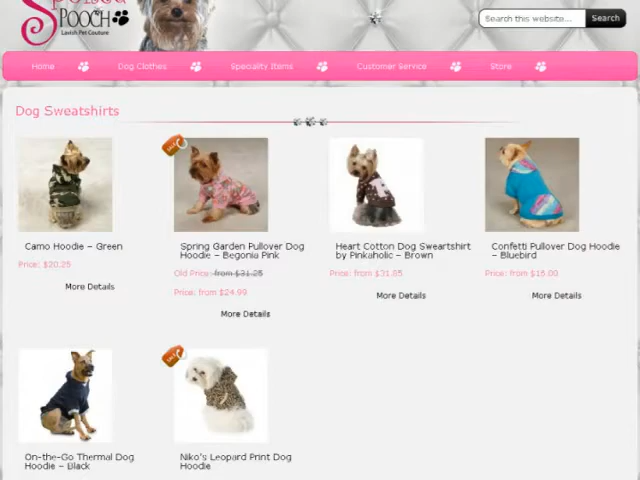 POOCH
Lavish Pet Couture
Search this website...
Search
Home
Dog Clothes
Speciality Items
Customer Service
Store
Dog Sweatshirts
SALE
Camo Hoodie – Green
Price: $20.25
More Details
Spring Garden Pullover Dog
Hoodie – Begonia Pink
Old Price: from $31.25
Price: from $24.99
More Details
Heart Cotton Dog Sweartshirt
by Pinkaholic – Brown
Price: from $31.85
More Details
Confetti Pullover Dog Hoodie
– Bluebird
Price: from $18.00
More Details
SALE
On-the-Go Thermal Dog
Hoodie – Black
Niko's Leopard Print Dog
Hoodie